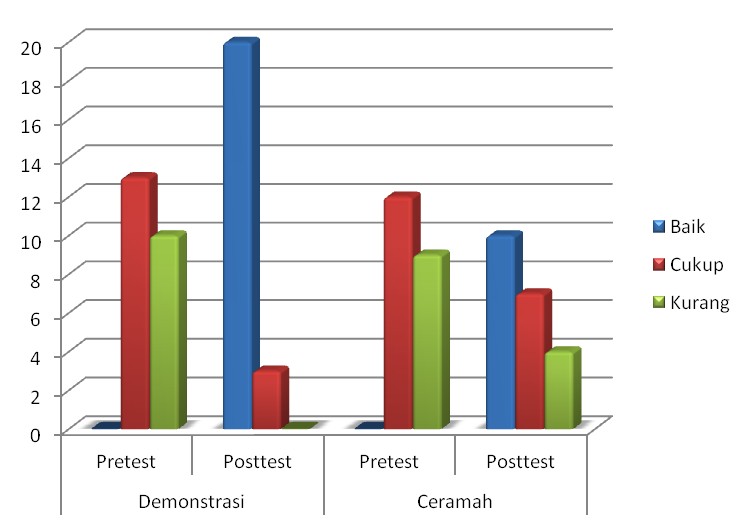 20
18
16
14
12
10
8
6
4
2
0
Pretest Posttest Pretest Posttest
Demonstrasi Ceramah
Baik
Cukup
Kurang